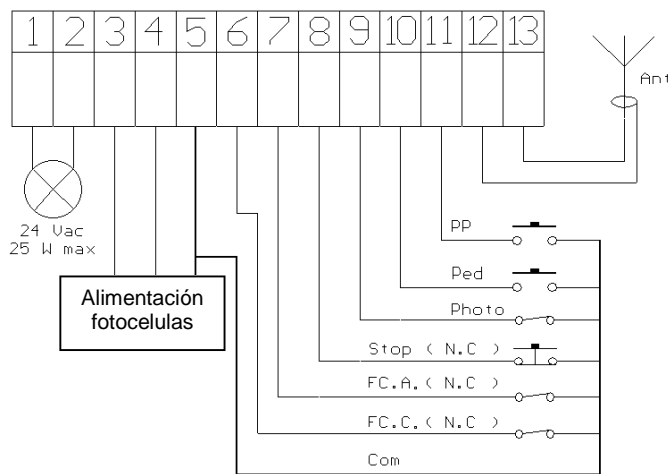 1 2 3 4 5 6 7 8 9 10 11 12 13
Ant
24 Vac
25 W max
PP
Ped
Alimentación
fotocelulas
Photo
Stop ( N.C )
FC.A. ( N.C )
FC.C. ( N.C )
Com